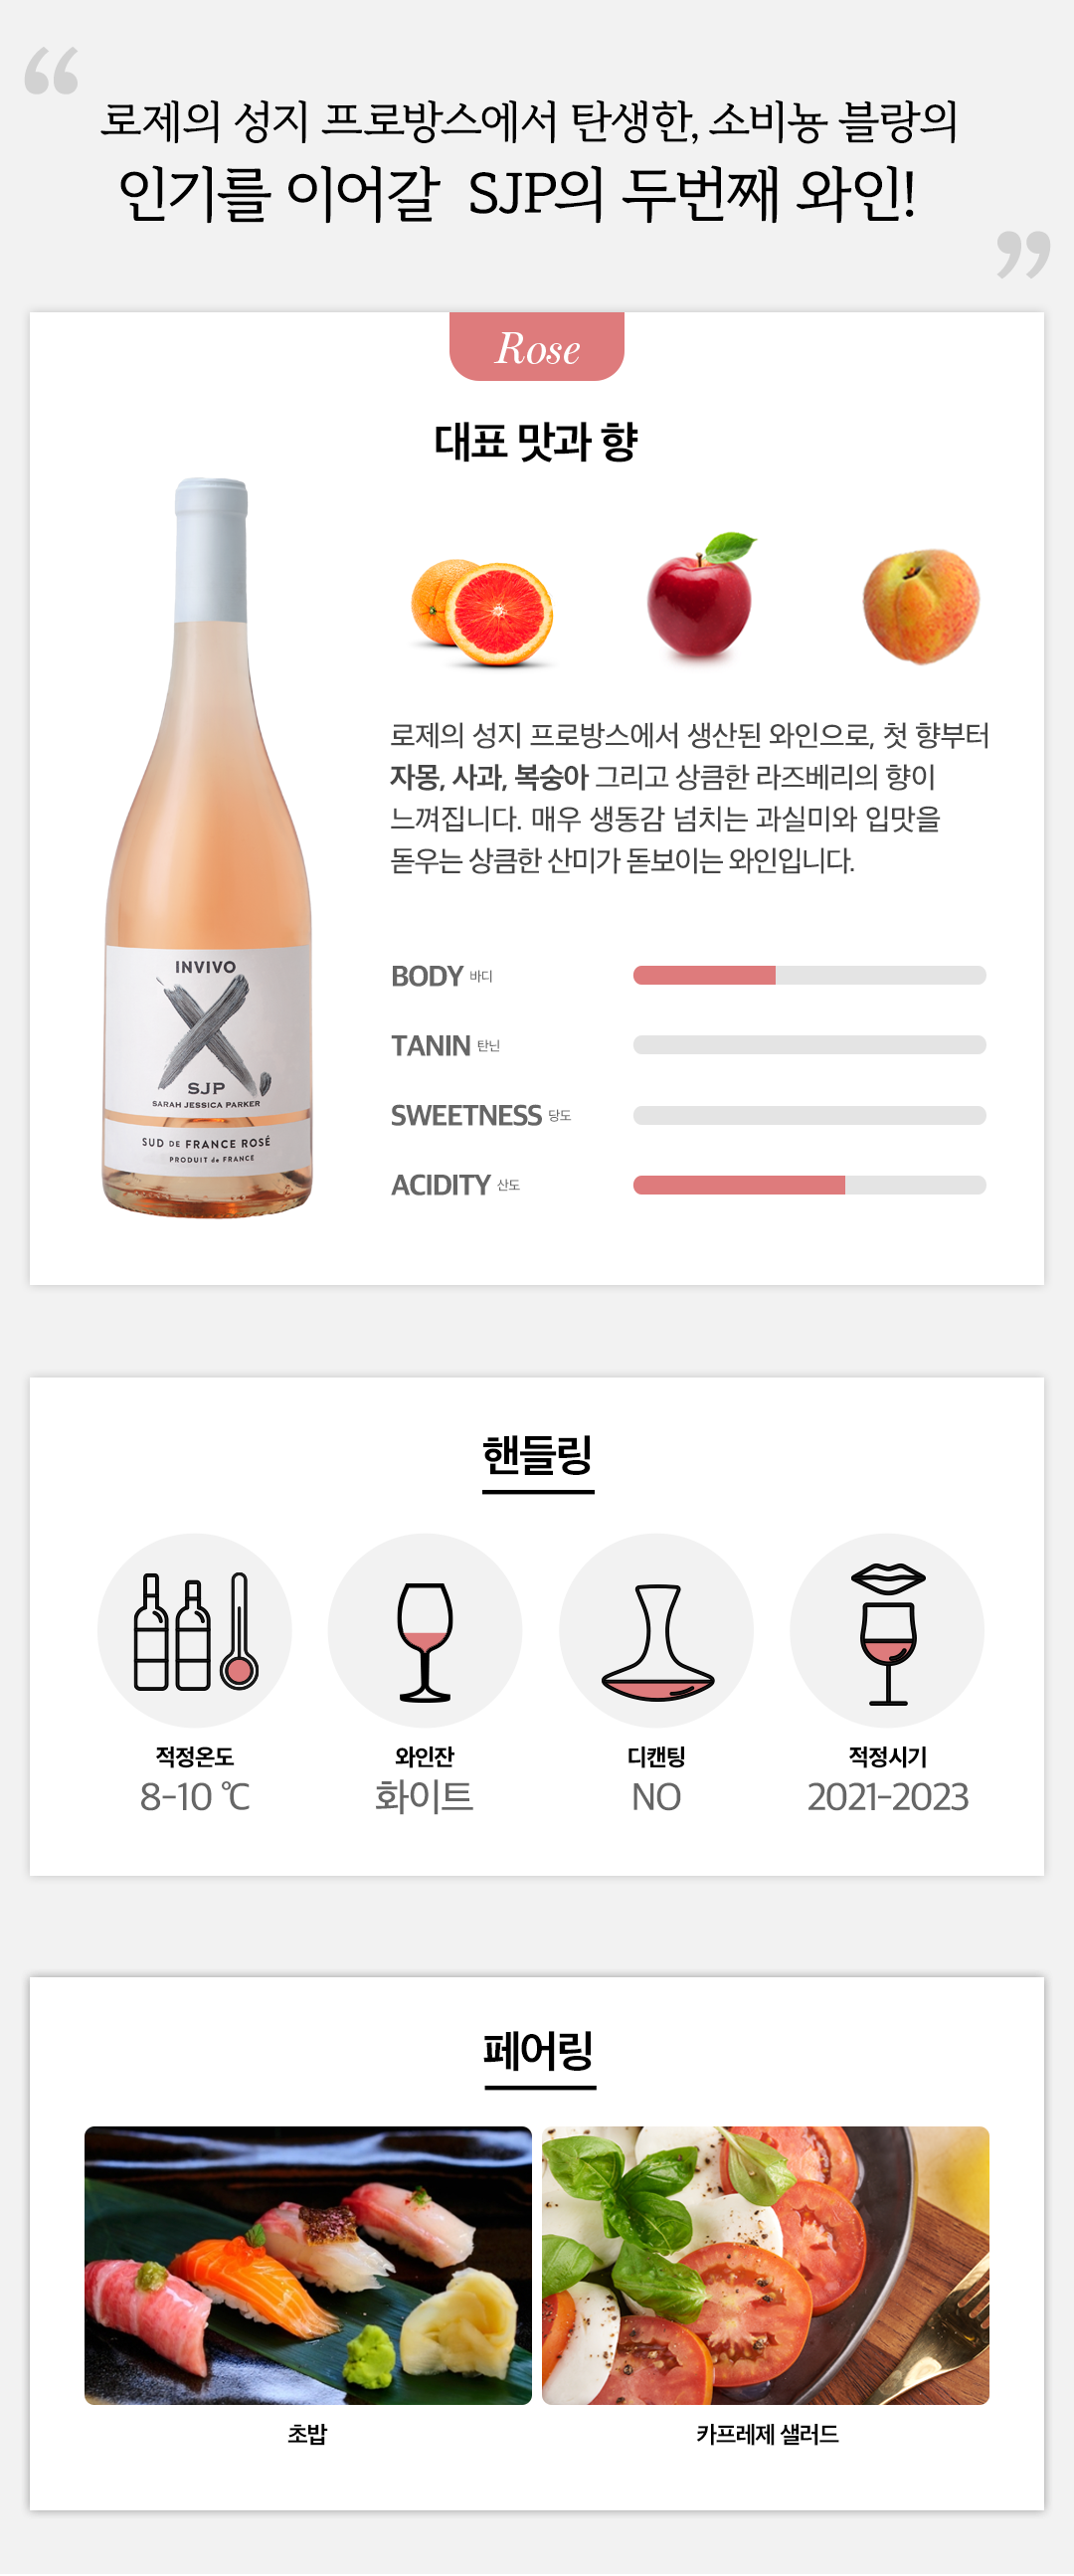 “
로제의 성지 프로방스에서 탄생한, 소비뇽 블랑의
인기를 이어갈 SJP의 두번째 와인!
”
Rose
대표 맛과 향
로제의 성지 프로방스에서 생산된 와인으로, 첫 향부터
자몽, 사과, 복숭아 그리고 상큼한 라즈베리의 향이
느껴집니다. 매우 생동감 넘치는 과실미와 입맛을
돋우는 상큼한 산미가 돋보이는 와인입니다.
INVIVO
X
SJP
SARAH JESSICA PARKER
SUD DE FRANCE ROSÉ
PRODUIT de FRANCE
BODY 바디
TANIN 탄닌
SWEETNESS 당도
ACIDITY 산도
핸들링
적정온도
8-10 ℃
와인잔
화이트
디캔팅
NO
적정시기
2021-2023
페어링
초밥
카프레제 샐러드